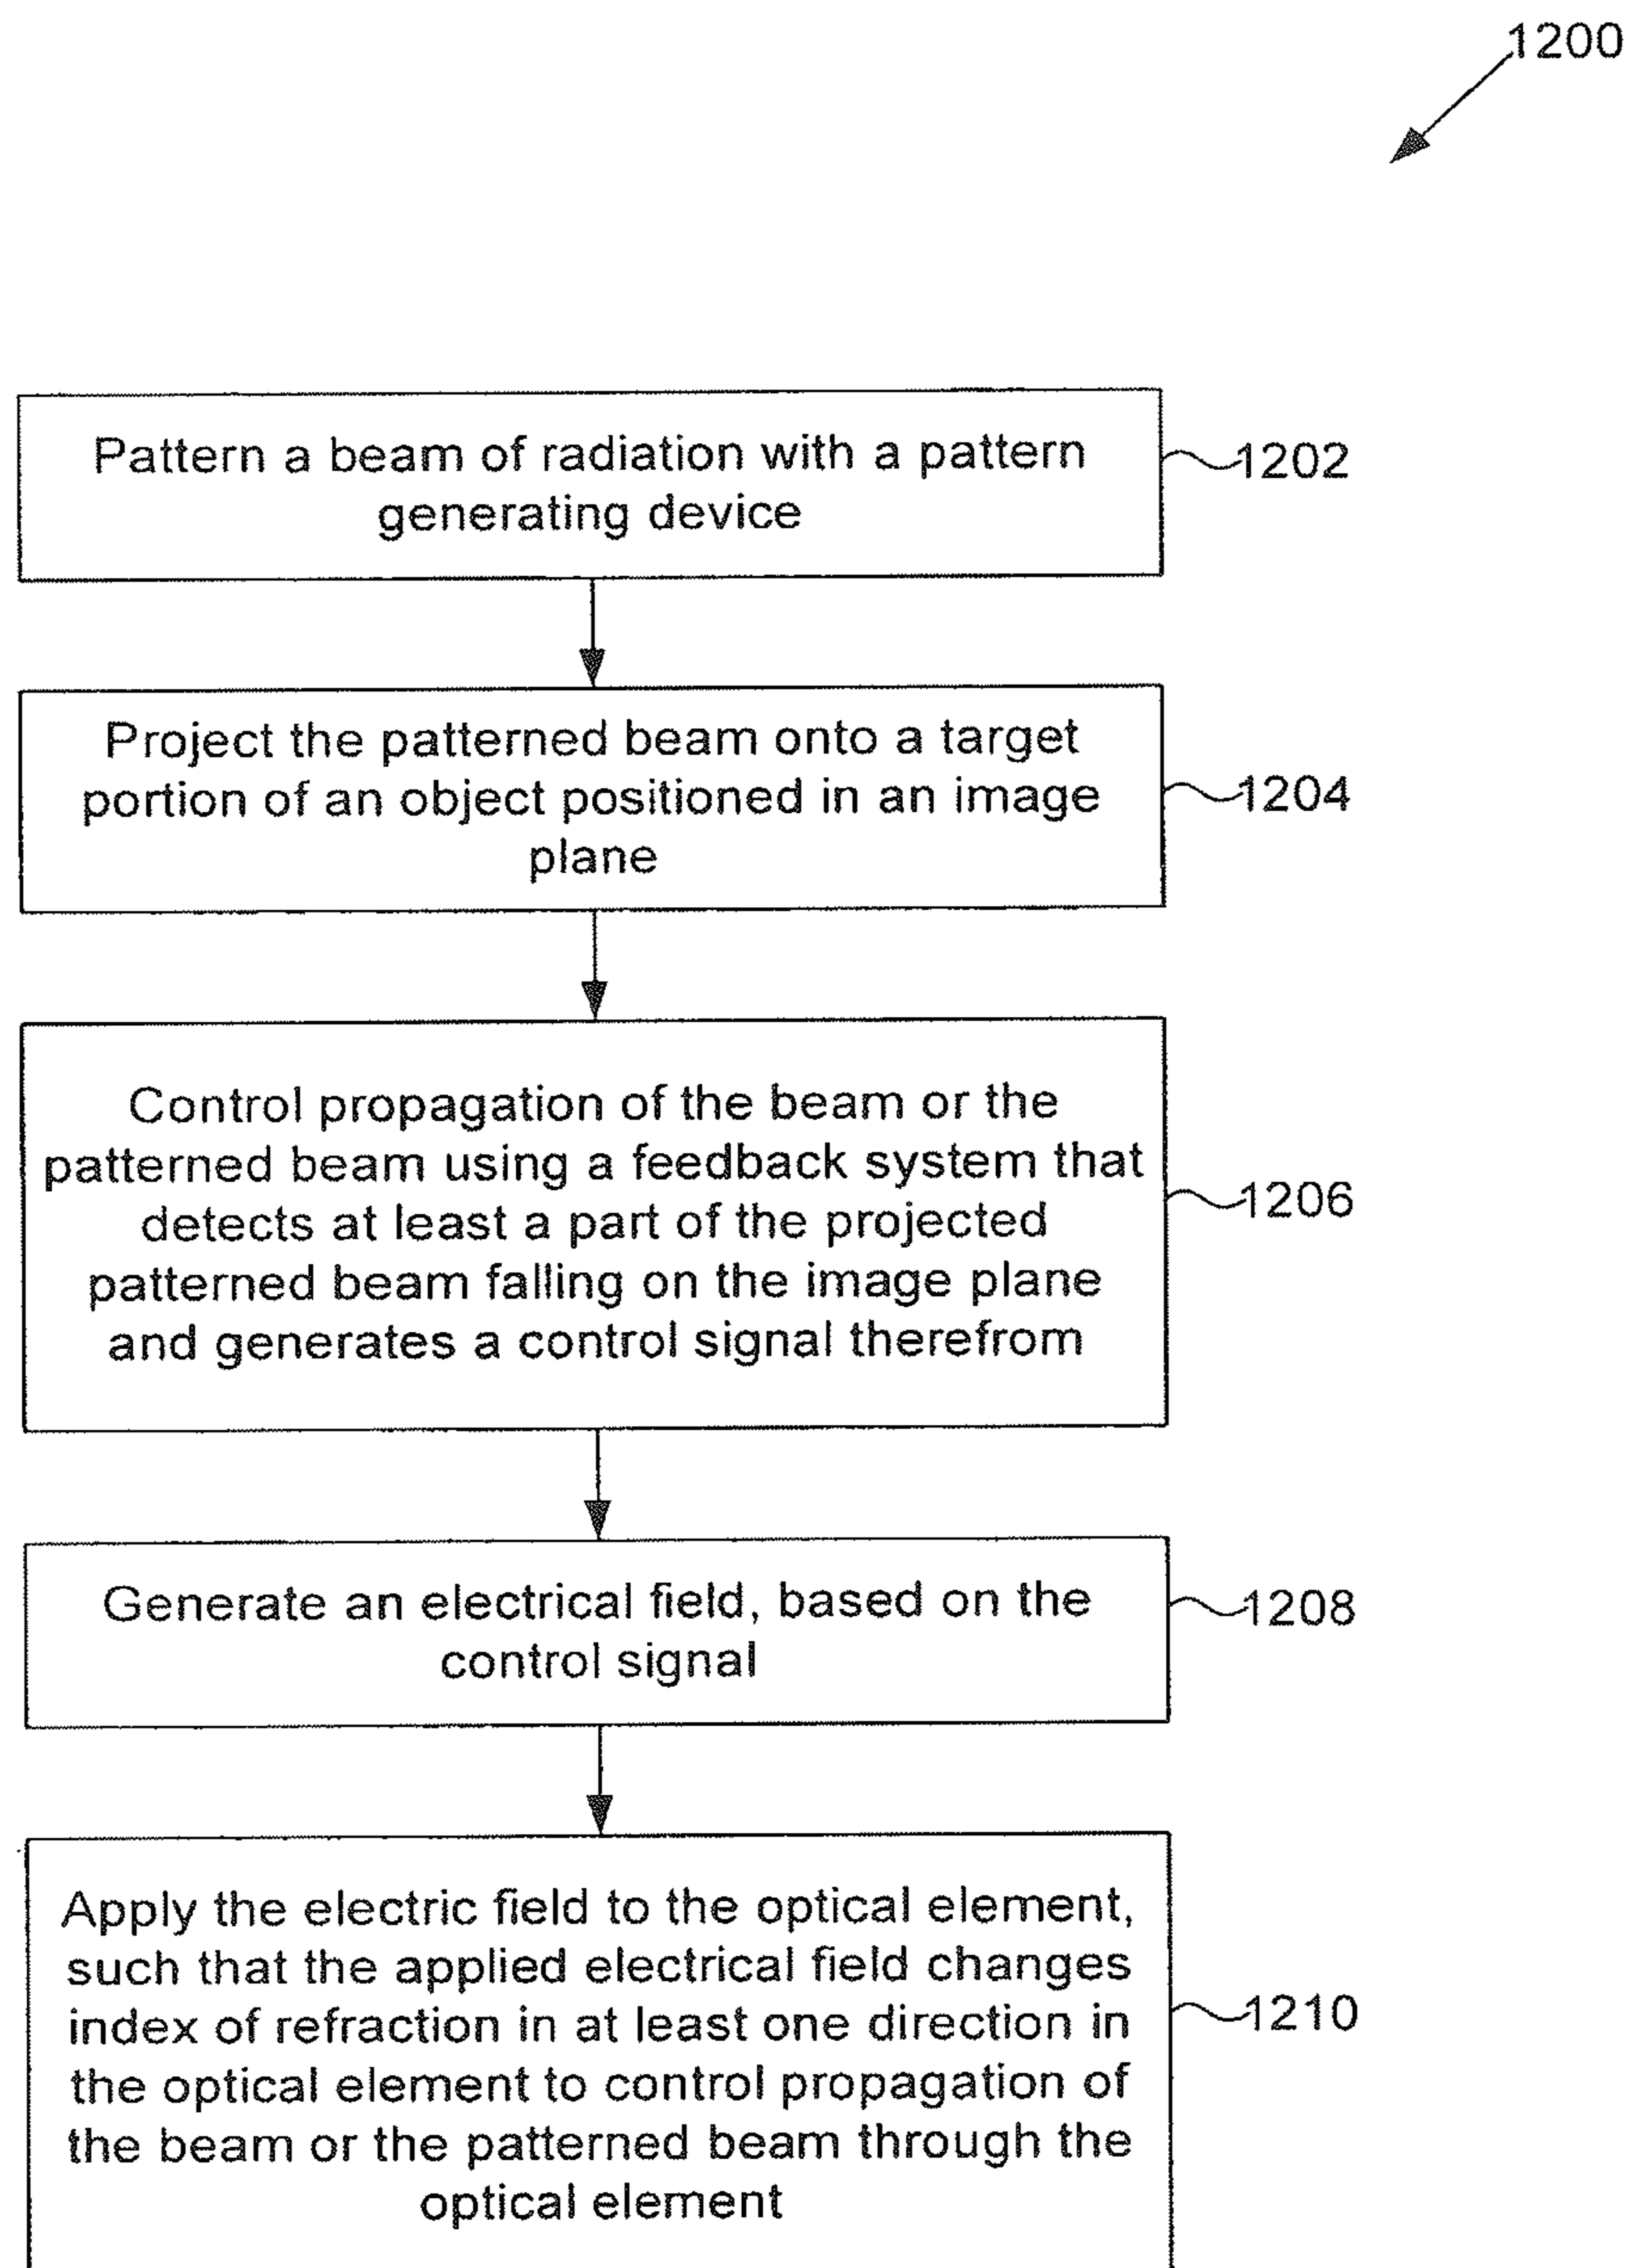 1200
Pattern a beam of radiation with a pattern
generating device
1202
Project the patterned beam onto a target
portion of an object positioned in an image
plane
1204
Control propagation of the beam or the
patterned beam using a feedback system that
detects at least a part of the projected
patterned beam falling on the image plane
and generates a control signal therefrom
1206
Generate an electrical field, based on the
control signal
1208
Apply the electric field to the optical element,
such that the applied electrical field changes
index of refraction in at least one direction in
the optical element to control propagation of
the beam or the patterned beam through the
optical element
1210